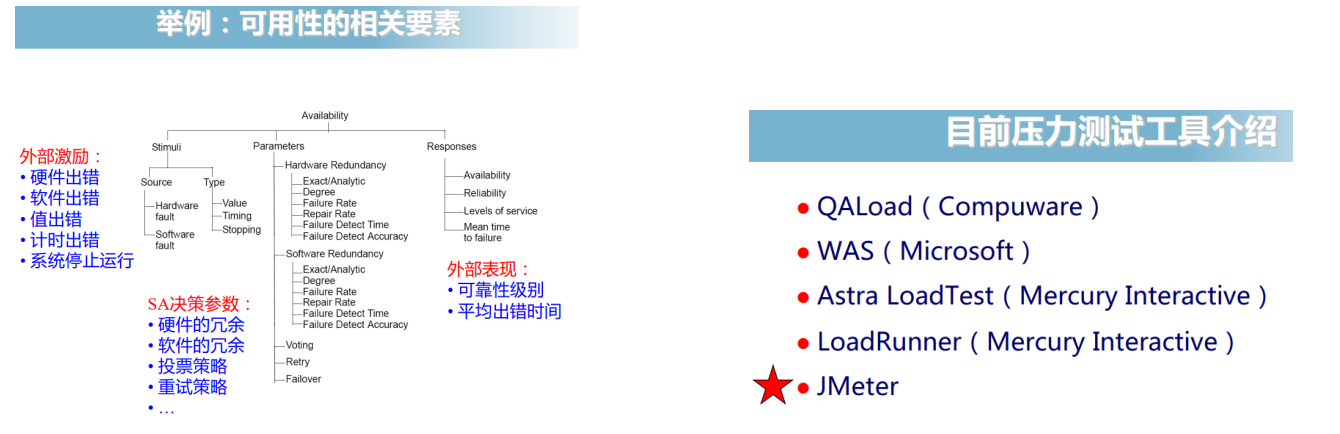 举例：可用性的相关要素
Availability
Stimuli
Parameters
Responses
外部激励：
• 硬件出错
• 软件出错
• 值出错
• 计时出错
• 系统停止运行
Source
Type
Hardware
fault
Software
fault
Value
Timing
Stopping
Hardware Redundancy
Exact/Analytic
Degree
Failure Rate
Repair Rate
Failure Detect Time
Failure Detect Accuracy
Software Redundancy
Exact/Analytic
Degree
Failure Rate
Repair Rate
Failure Detect Time
Failure Detect Accuracy
Voting
Retry
Failover
Availability
Reliability
Levels of service
Mean time
to failure
SA决策参数：
• 硬件的冗余
• 软件的冗余
• 投票策略
• 重试策略
• …
外部表现：
• 可靠性级别
• 平均出错时间
目前压力测试工具介绍
● QALoad（Compuware）
● WAS（Microsoft）
● Astra LoadTest（Mercury Interactive）
● LoadRunner（Mercury Interactive）
● JMeter